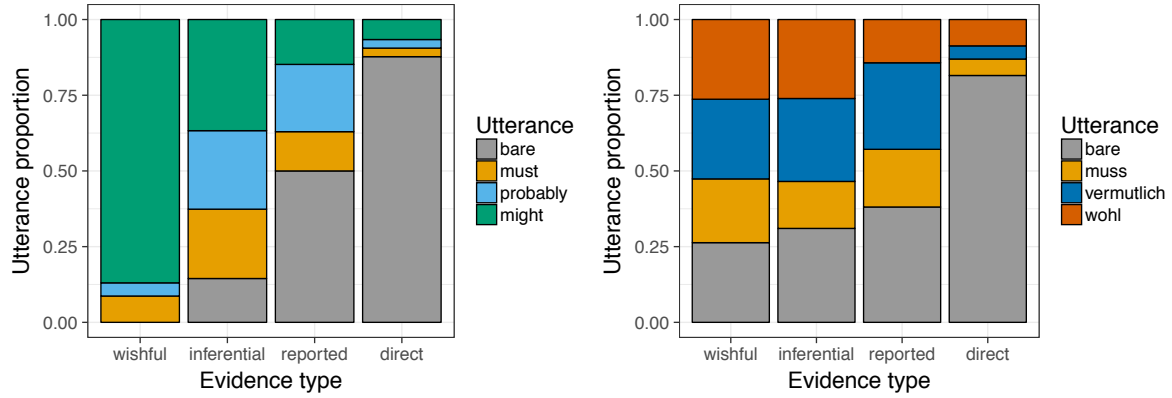 1.00
0.75
0.50
0.25
0.00
Utterance proportion
wishful inferential reported direct
Evidence type
Utterance
bare
must
probably
might
1.00
0.75
0.50
0.25
0.00
Utterance proportion
wishful inferential reported direct
Evidence type
Utterance
bare
muss
vermutlich
wohl